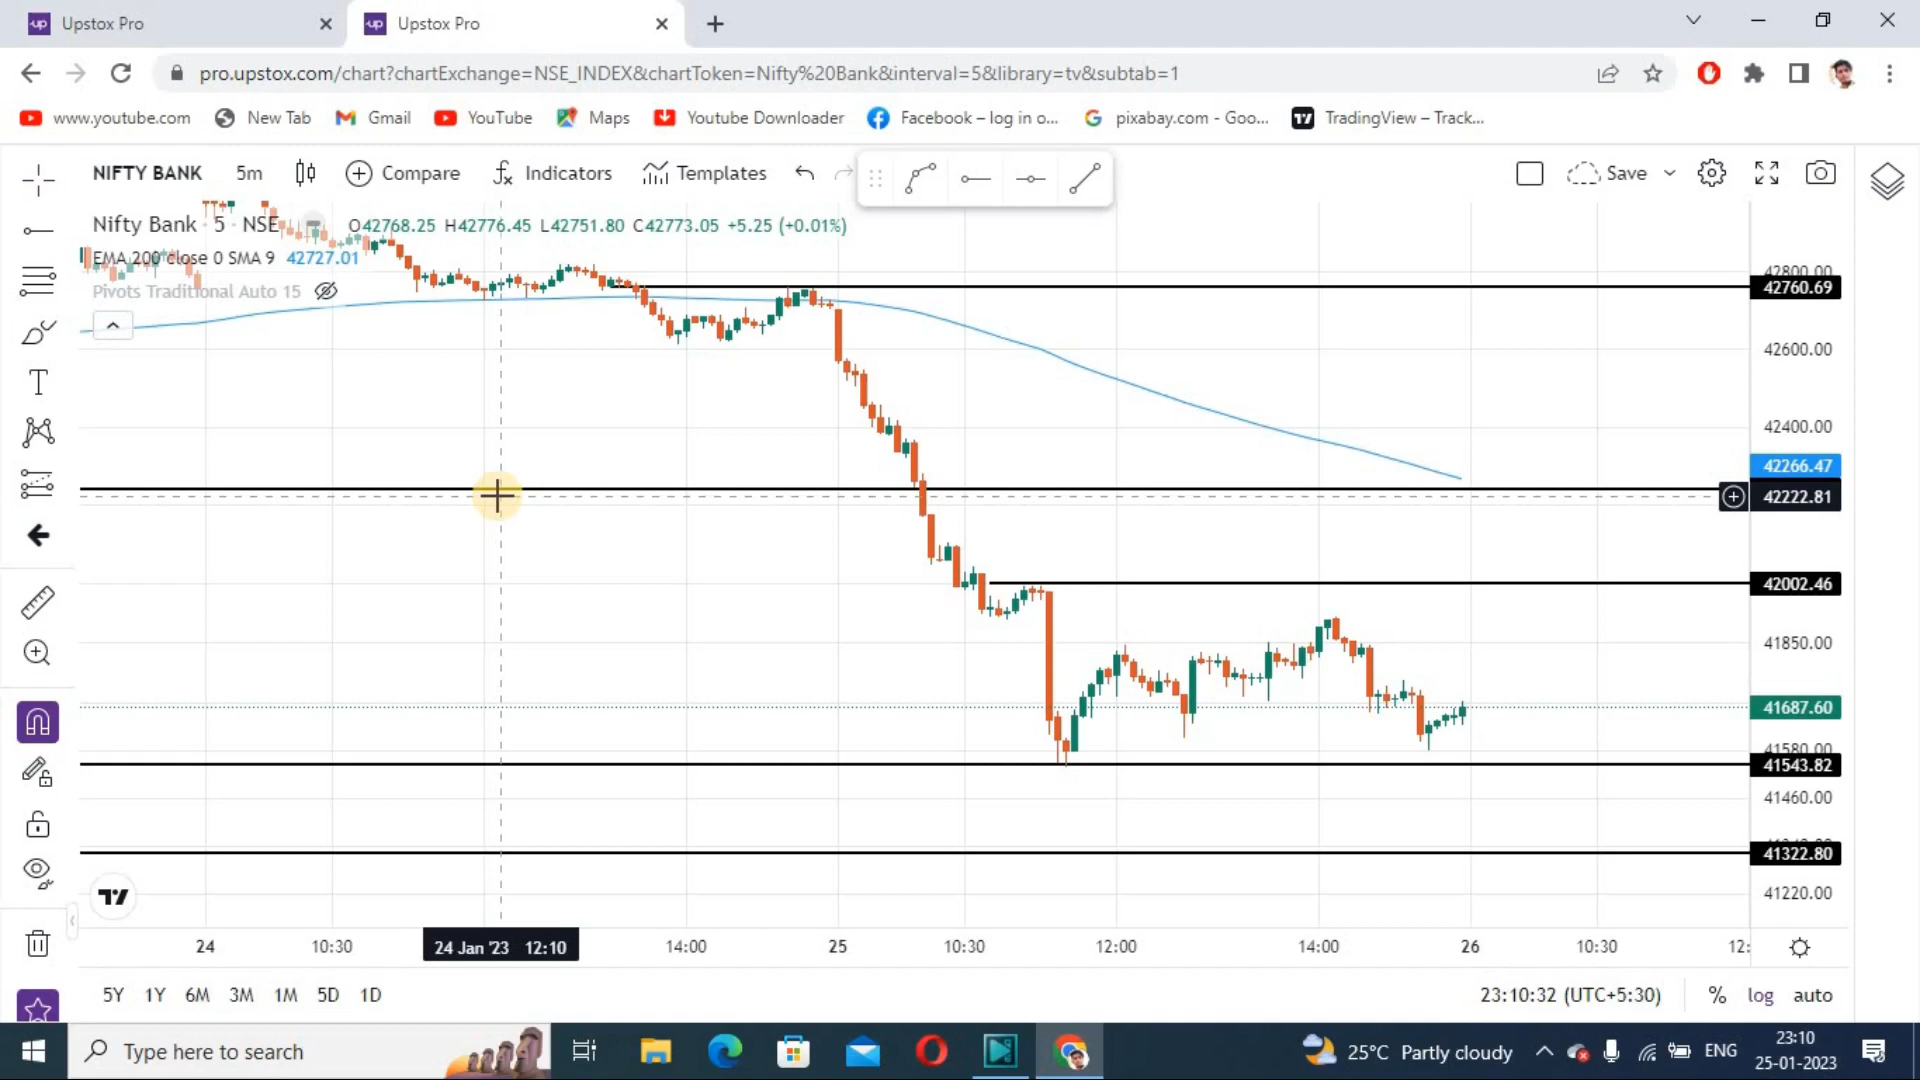 up Upstox Pro
up Upstox Pro
pro.upstox.com/chart?chartExchange=NSE_INDEX&chartToken=Nifty%20Bank&interval=5&library=tv&subtab=1
www.youtube.com New Tab Gmail YouTube Maps Youtube Downloader Facebook – log in o... pixabay.com - Goo... TradingView – Track...
NIFTY BANK 5m Compare Indicators Templates Save
Nifty Bank · 5 · NSE O42768.25 H42776.45 L42751.80 C42773.05 +5.25 (+0.01%)
EMA 200 close 0 SMA 9 42727.01
Pivots Traditional Auto 15
42800.00
42760.69
42600.00
42400.00
42266.47
42222.81
42002.46
41850.00
41687.60
41580.00
41543.82
41460.00
41322.80
41220.00
24 10:30 24 Jan '23 12:10 14:00 25 10:30 12:00 14:00 26 10:30 12:
5Y 1Y 6M 3M 1M 5D 1D 23:10:32 (UTC+5:30) % log auto
Type here to search 25°C Partly cloudy ENG 23:10
25-01-2023